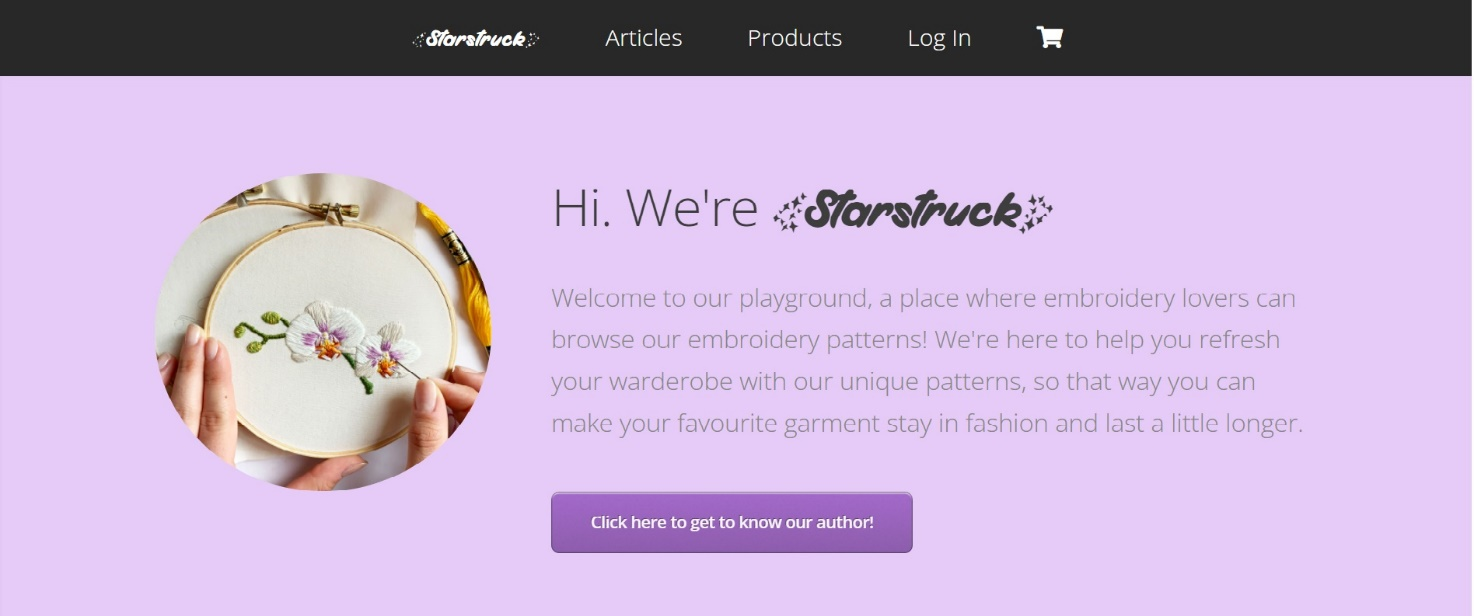 Starstruck Articles Products Log In
Hi. We're Starstruck
Welcome to our playground, a place where embroidery lovers can
browse our embroidery patterns! We're here to help you refresh
your warderobe with our unique patterns, so that way you can
make your favourite garment stay in fashion and last a little longer.
Click here to get to know our author!